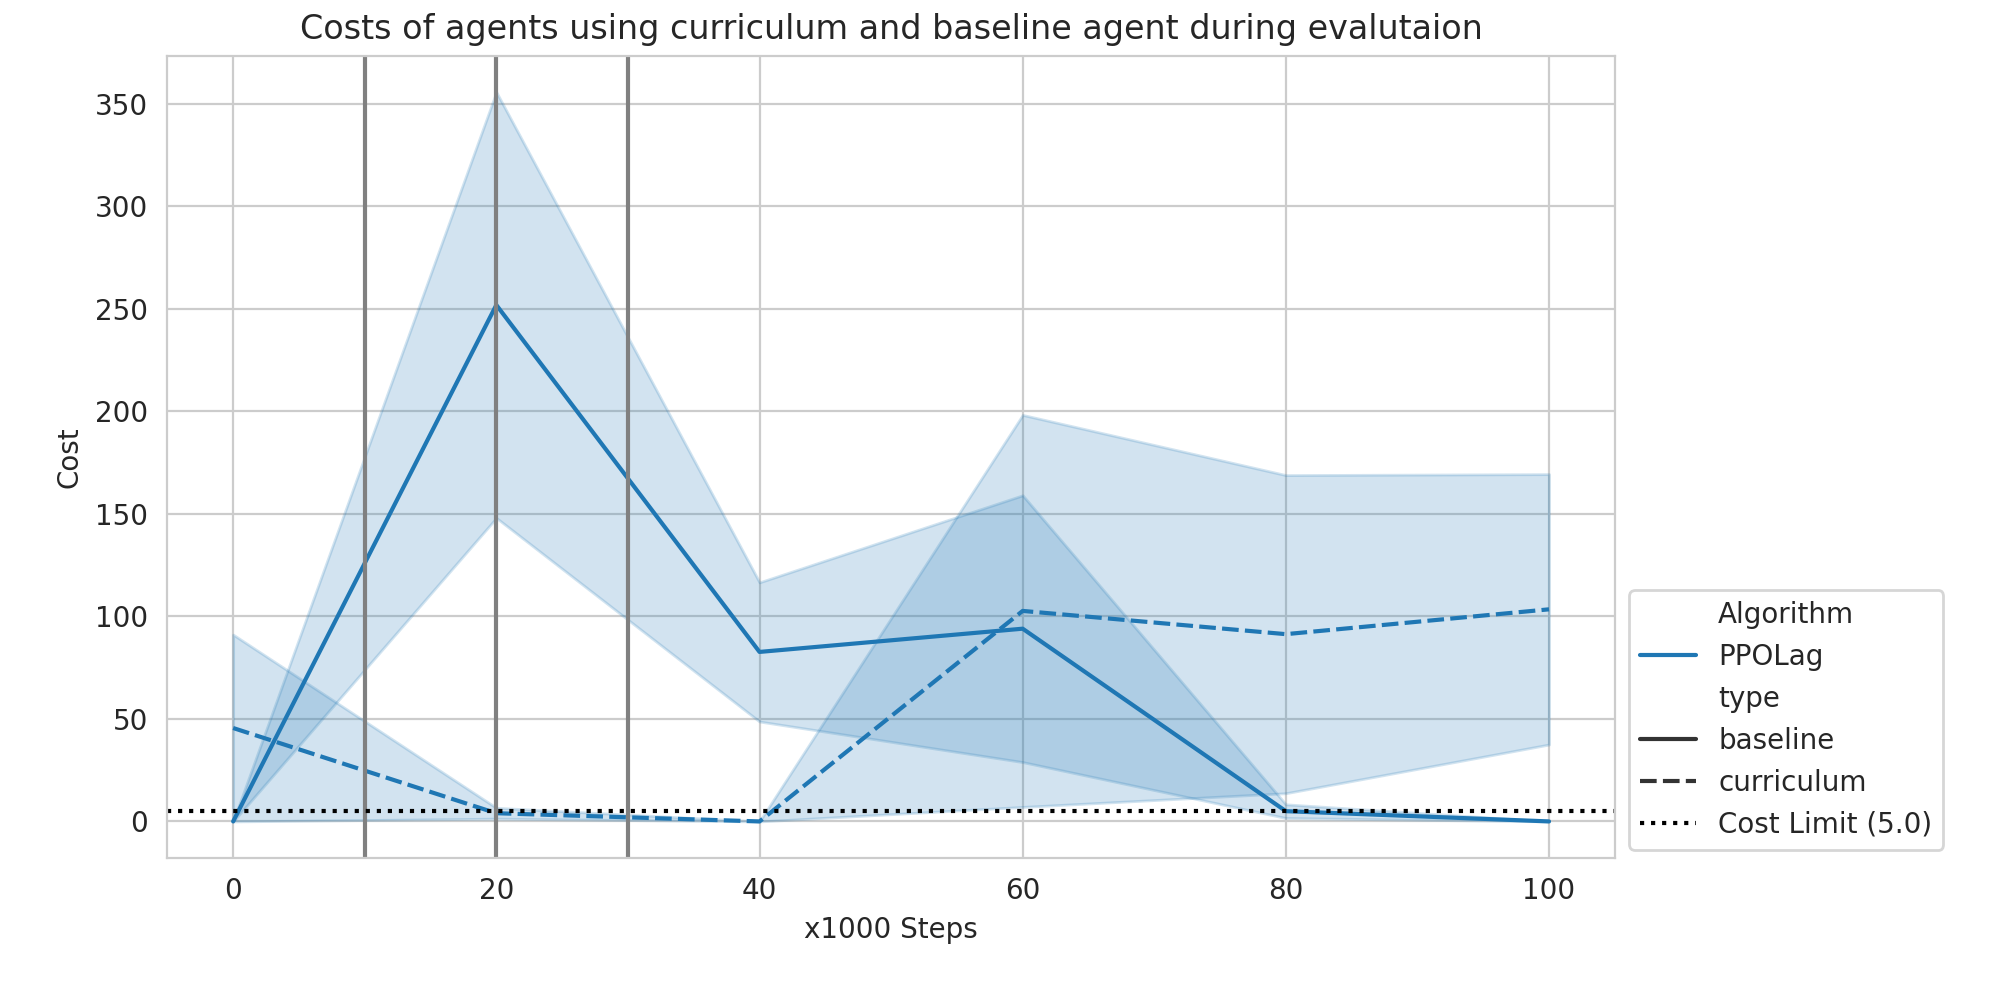 Costs of agents using curriculum and baseline agent during evalutaion
350
300
250
200
150
100
50
0
Cost
0 20 40 60 80 100
x1000 Steps
Algorithm
PPOLag
type
baseline
curriculum
Cost Limit (5.0)